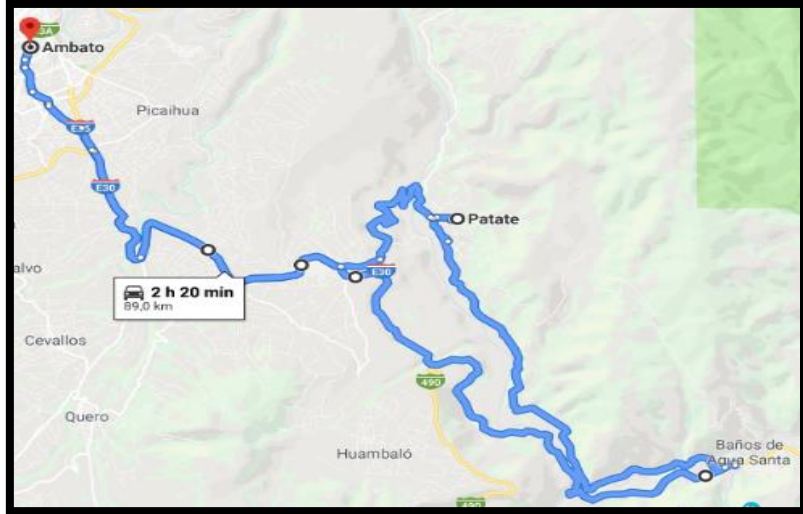 Ambato
Picaihua
E35
E30
Patate
E30
alvo
2 h 20 min
89,0 km
Cevallos
490
Quero
Huambaló
Baños de
Agua Santa